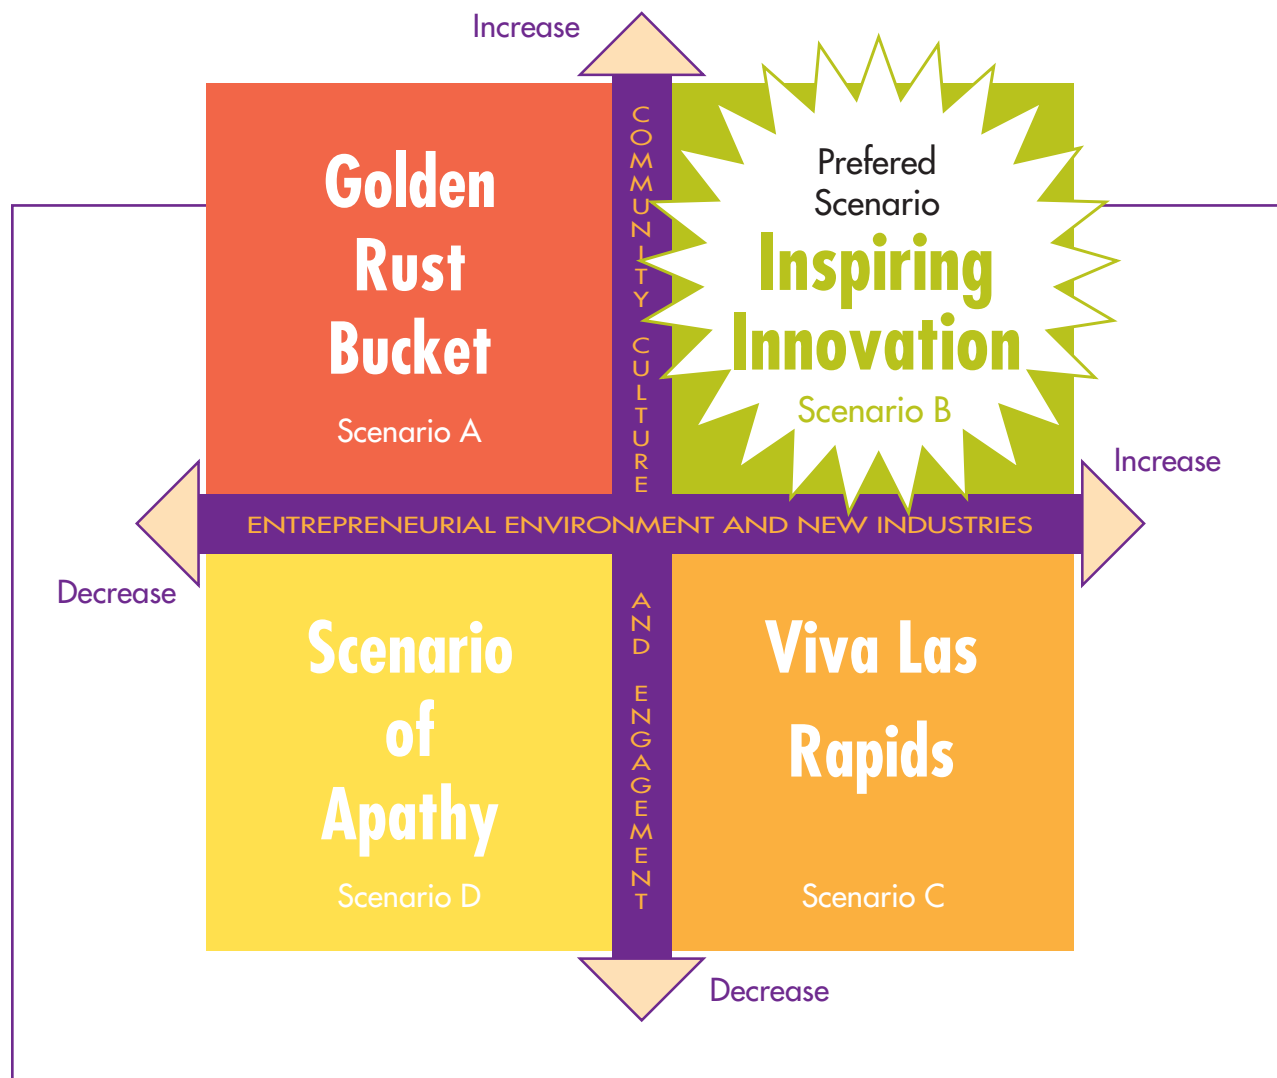 Increase
Golden
Rust
Bucket
Scenario A
COMMUNITY CULTURE AND ENGAGEMENT
Prefered
Scenario
Inspiring
Innovation
Scenario B
Increase
ENTREPRENEURIAL ENVIRONMENT AND NEW INDUSTRIES
Decrease
Scenario
of
Apathy
Scenario D
Viva Las
Rapids
Scenario C
Decrease